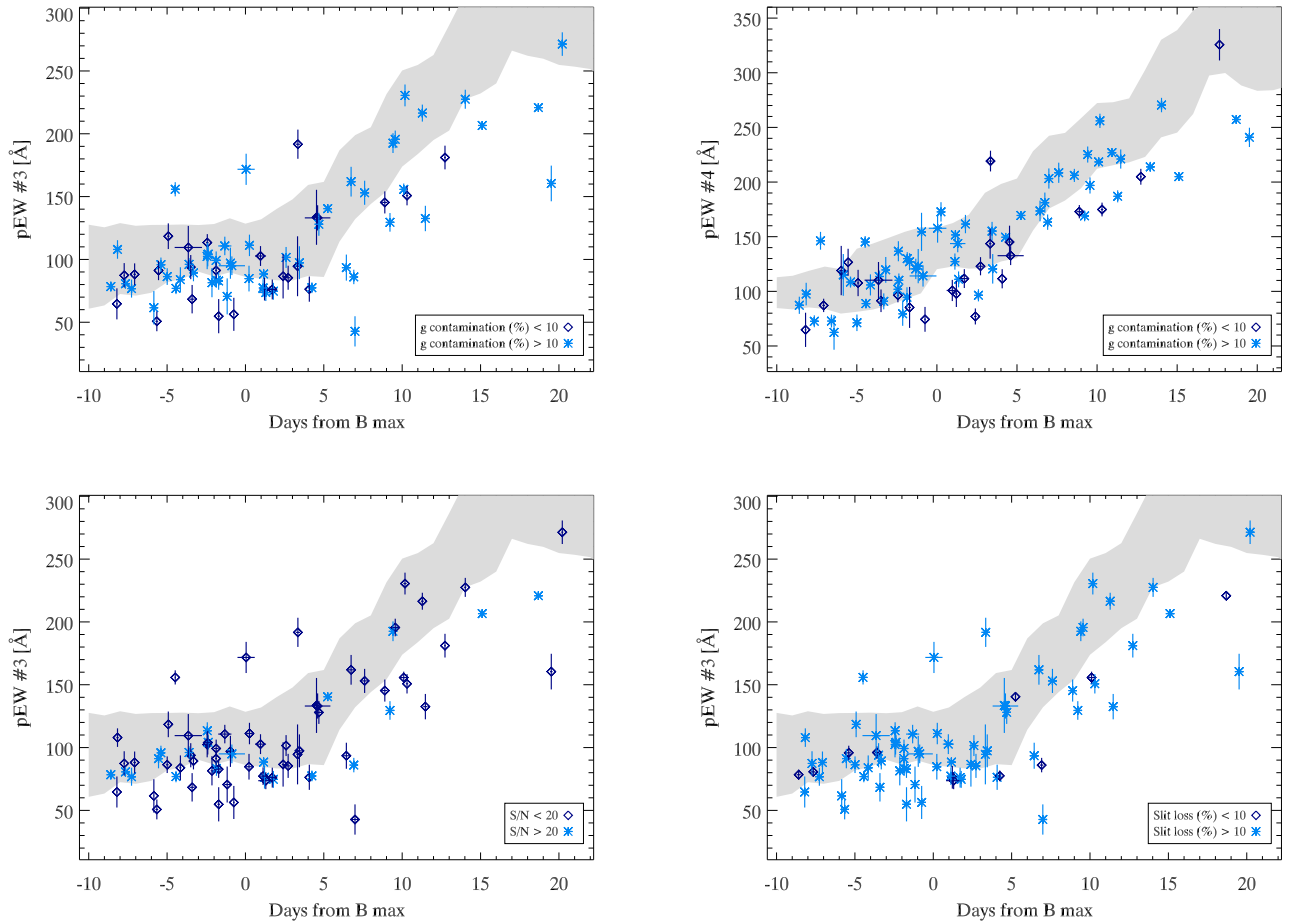 300
250
200
150
100
50
pEW #3 [Å]
g contamination (%) < 10
g contamination (%) > 10
-10 -5 0 5 10 15 20
Days from B max
350
300
250
200
150
100
50
pEW #4 [Å]
g contamination (%) < 10
g contamination (%) > 10
-10 -5 0 5 10 15 20
Days from B max
300
250
200
150
100
50
pEW #3 [Å]
S/N < 20
S/N > 20
-10 -5 0 5 10 15 20
Days from B max
300
250
200
150
100
50
pEW #3 [Å]
Slit loss (%) < 10
Slit loss (%) > 10
-10 -5 0 5 10 15 20
Days from B max